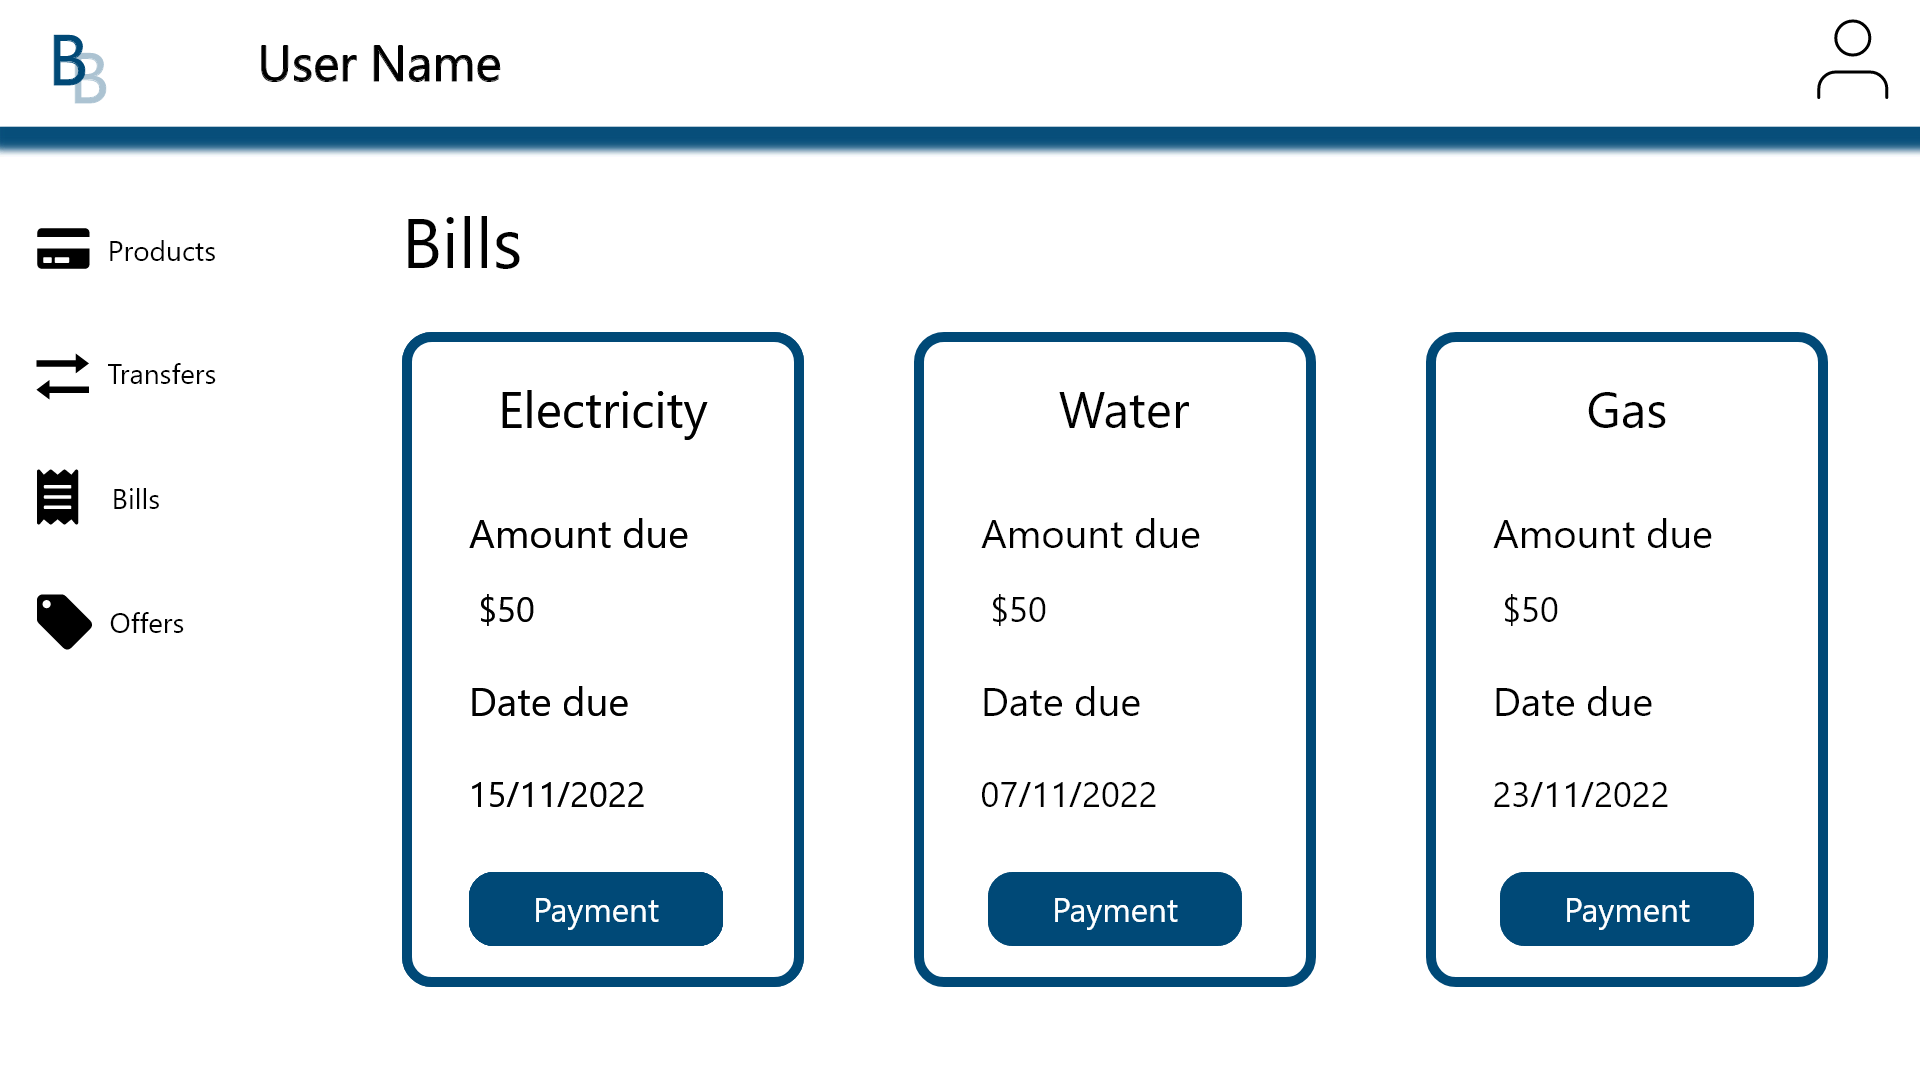 BB
User Name
Products
Transfers
Bills
Offers
Bills
Electricity
Amount due
$50
Date due
15/11/2022
Payment
Water
Amount due
$50
Date due
07/11/2022
Payment
Gas
Amount due
$50
Date due
23/11/2022
Payment